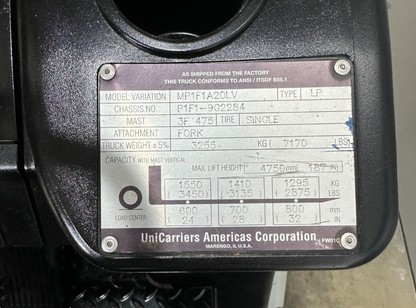 AS SHIPPED FROM THE FACTORY
THIS TRUCK CONFORMS TO ANSI / ITSDF B56.1
MODEL VARIATION MP1F1A20LV TYPE LP
CHASSIS NO. P1F1-9G2284
MAST 3F 475 TIRE SINGLE
ATTACHMENT FORK
TRUCK WEIGHT ± 5% 3255 KG ( 7170 LBS)
CAPACITY WITH MAST VERTICAL
MAX. LIFT HEIGHT 4750 mm( 187 IN)
1550 1410 1295 KG
( 3450 ) ( 3135 ) ( 2875 ) LBS
600 700 800 mm
( 24 ) ( 28 ) ( 32 ) IN
LOAD CENTER
UniCarriers Americas Corporation
MARENGO, IL U.S.A. LFW01C